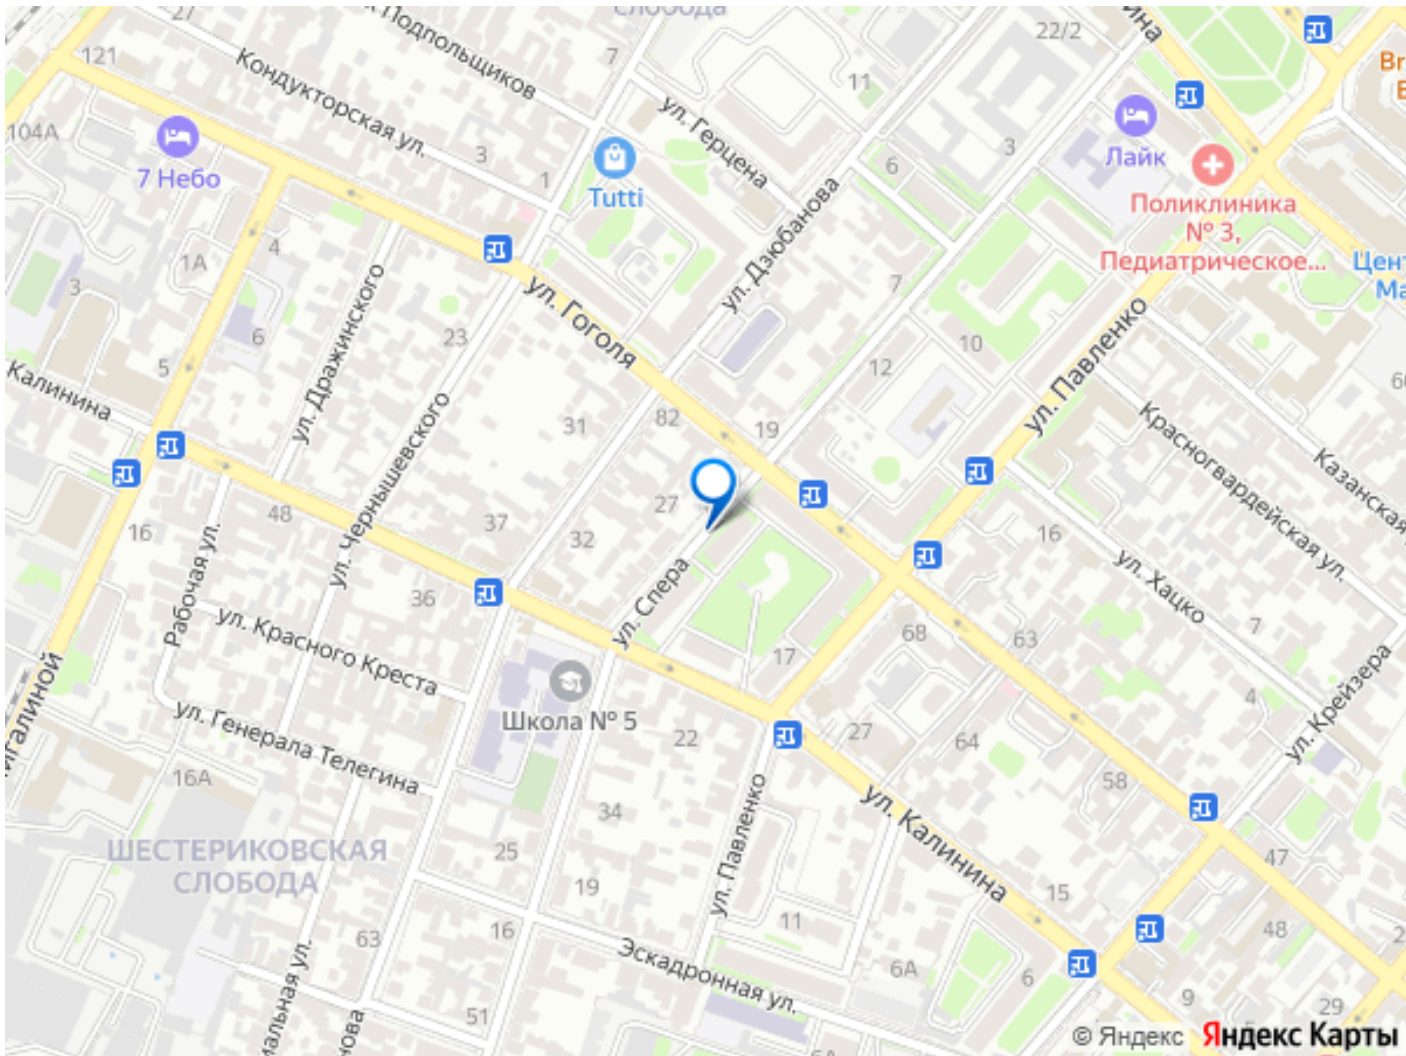 СЛОБОДА
Подпольщиков
7
22/2
121
Кондукторская ул.
11
ул. Герцена
104А
7 Небо
3
1
Tutti
6
3
Лайк
Поликлиника
№ 3,
Педиатрическое...
Цен
Ма
Br
1А
4
3
ул. Дзюбанова
7
ул. Гоголя
ул. Дражинского
23
6
5
10
12
ул. Павленко
Калинина
ул. Чернышевского
31
82
19
Красногвардейская ул.
Казанская
16
48
37
27
32
16
ул. Хацко
Рабочая ул.
36
ул. Спера
ул. Красного Креста
68
63
7
17
4
ул. Крейзера
Школа № 5
22
27
64
ул. Генерала Телегина
16А
58
34
ул. Павленко
ул. Калинина
ШЕСТЕРИКОВСКАЯ
СЛОБОДА
25
19
47
15
16
11
63
48
Эскадронная ул.
6А
6
9
29
51
6А
© Яндекс Яндекс Карты